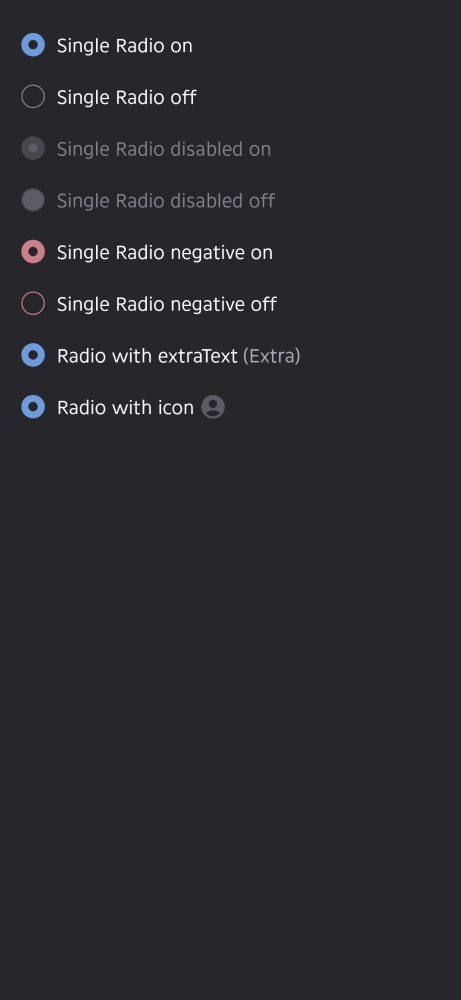 Single Radio on
Single Radio off
Single Radio disabled on
Single Radio disabled off
Single Radio negative on
Single Radio negative off
Radio with extraText (Extra)
Radio with icon